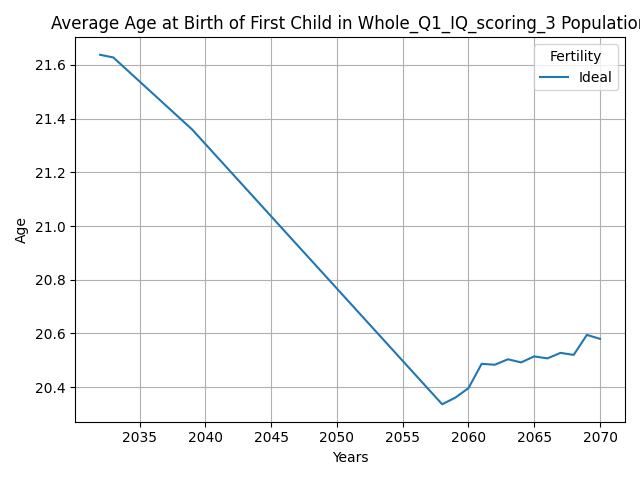 Average Age at Birth of First Child in Whole_Q1_IQ_scoring_3 Population
Fertility
Ideal
21.6
21.4
21.2
21.0
20.8
20.6
20.4
Age
2035 2040 2045 2050 2055 2060 2065 2070
Years